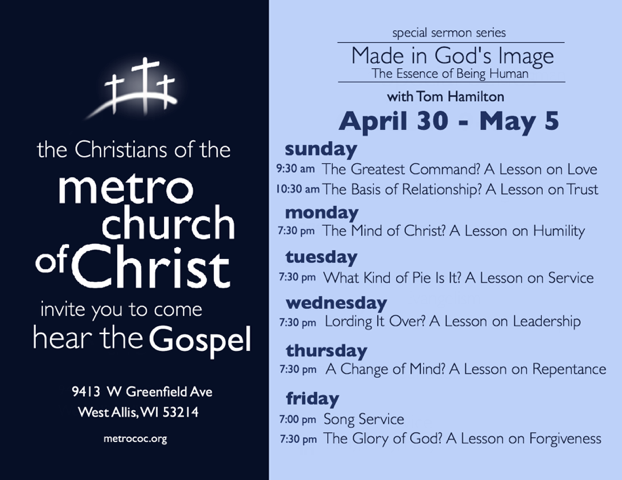 the Christians of the
metro
church
of Christ
invite you to come
hear the Gospel
9413 W Greenfield Ave
West Allis, WI 53214
metrococ.org
special sermon series
Made in God's Image
The Essence of Being Human
with Tom Hamilton
April 30 - May 5
sunday
9:30 am The Greatest Command? A Lesson on Love
10:30 am The Basis of Relationship? A Lesson on Trust
monday
7:30 pm The Mind of Christ? A Lesson on Humility
tuesday
7:30 pm What Kind of Pie Is It? A Lesson on Service
wednesday
7:30 pm Lording It Over? A Lesson on Leadership
thursday
7:30 pm A Change of Mind? A Lesson on Repentance
friday
7:00 pm Song Service
7:30 pm The Glory of God? A Lesson on Forgiveness